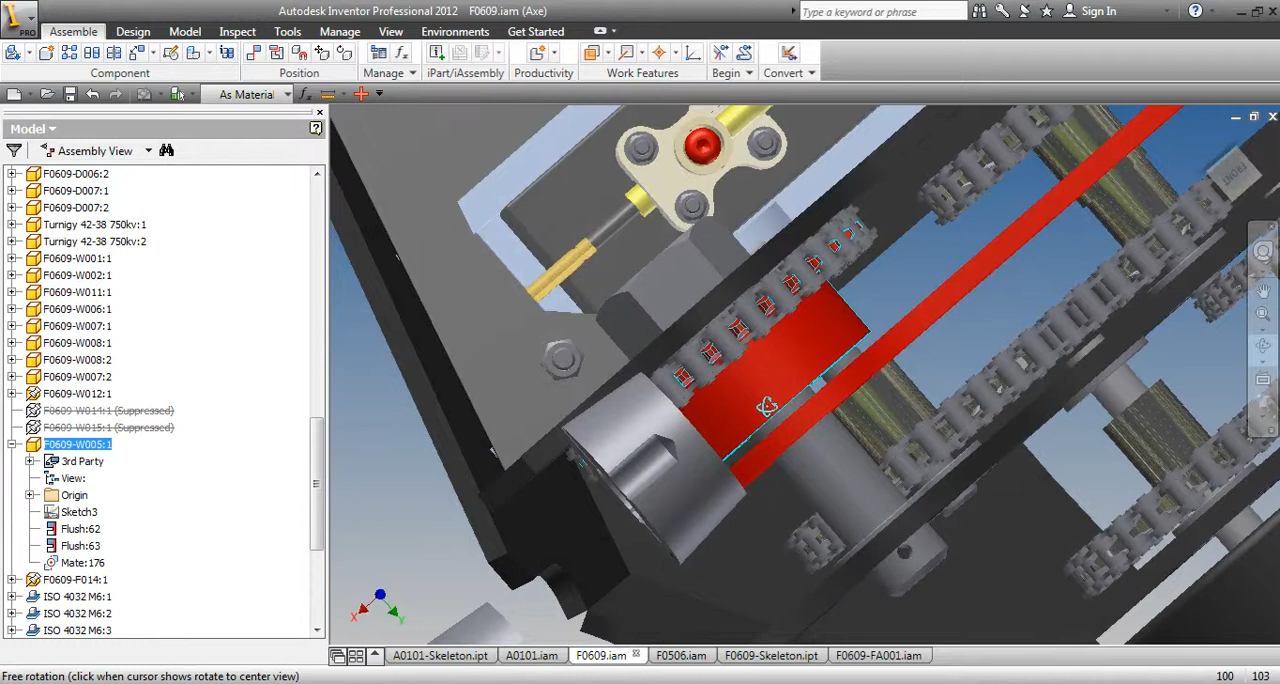 Autodesk Inventor Professional 2012 F0609.iam (Axe)
Type a keyword or phrase
Sign In
PRO
Assemble Design Model Inspect Tools Manage View Environments Get Started
Component Position Manage iPart/iAssembly Productivity Work Features Begin Convert
As Material
Model
Assembly View
F0609-D006:2
F0609-D007:1
F0609-D007:2
Turnigy 42-38 750kv:1
Turnigy 42-38 750kv:2
F0609-W001:1
F0609-W002:1
F0609-W011:1
F0609-W006:1
F0609-W007:1
F0609-W008:1
F0609-W008:2
F0609-W007:2
F0609-W012:1
F0609-W014:1 (Suppressed)
F0609-W015:1 (Suppressed)
F0609-W005:1
3rd Party
View:
Origin
Sketch3
Flush:62
Flush:63
Mate:176
F0609-F014:1
ISO 4032 M6:1
ISO 4032 M6:2
ISO 4032 M6:3
FRONT
X
Y
A0101-Skeleton.ipt A0101.iam F0609.iam F0506.iam F0609-Skeleton.ipt F0609-FA001.iam
Free rotation (click when cursor shows rotate to center view)
100 103